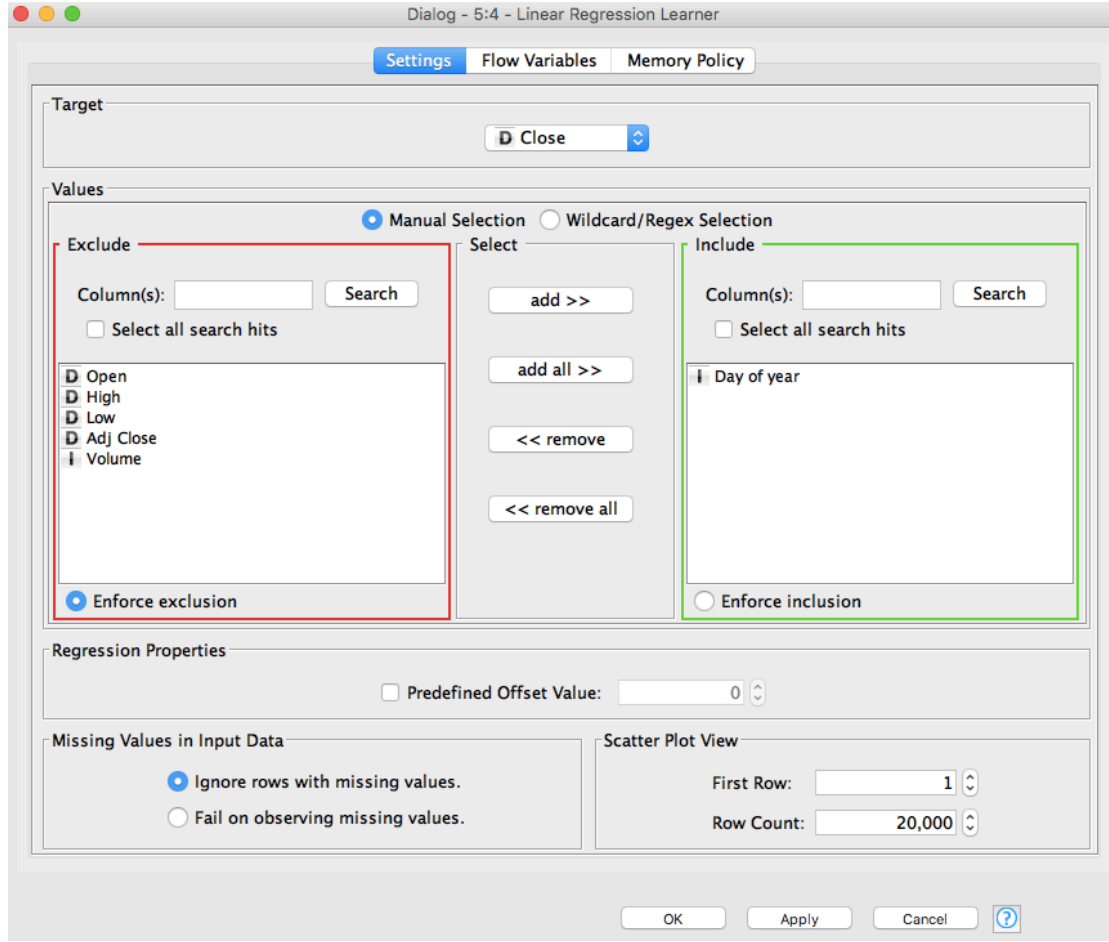 Dialog - 5:4 - Linear Regression Learner
Settings Flow Variables Memory Policy
Target
D Close
Values
Manual Selection Wildcard/Regex Selection
Exclude
Column(s): Search
Select all search hits
D Open
D High
D Low
D Adj Close
I Volume
Enforce exclusion
Select
add >>
add all >>
<< remove
<< remove all
Include
Column(s): Search
Select all search hits
I Day of year
Enforce inclusion
Regression Properties
Predefined Offset Value: 0
Missing Values in Input Data
Ignore rows with missing values.
Fail on observing missing values.
Scatter Plot View
First Row: 1
Row Count: 20,000
OK Apply Cancel ?